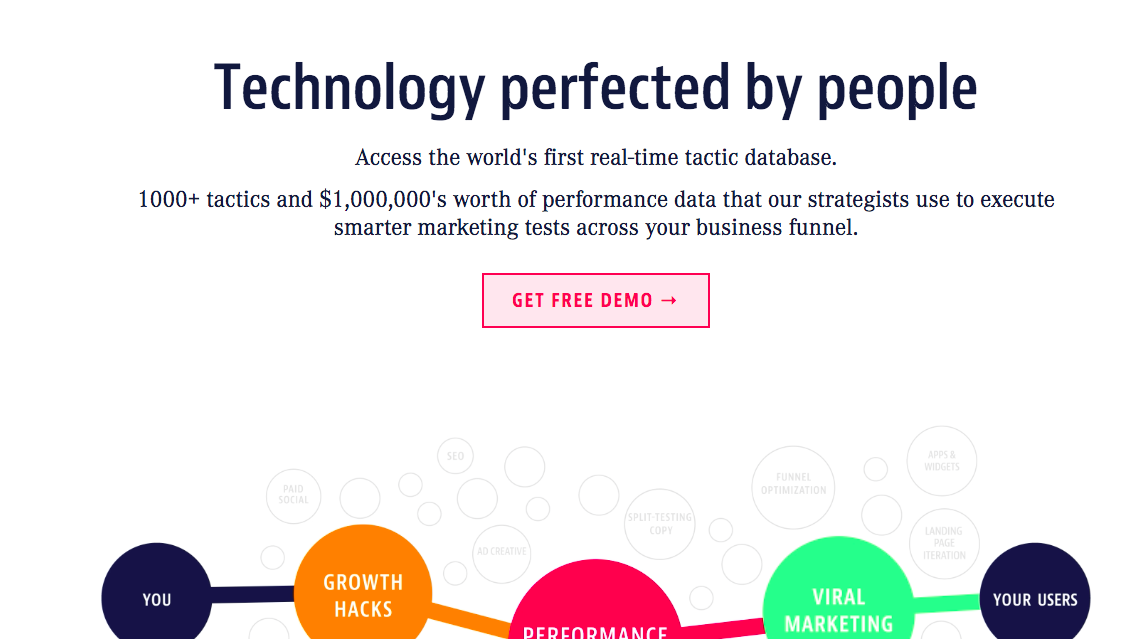 Technology perfected by people
Access the world's first real-time tactic database.
1000+ tactics and $1,000,000's worth of performance data that our strategists use to execute
smarter marketing tests across your business funnel.
GET FREE DEMO →
SEO
APPS &
WIDGETS
PAID
SOCIAL
FUNNEL
OPTIMIZATION
SPLIT-TESTING
COPY
AD CREATIVE
LANDING
PAGE
ITERATION
YOU
GROWTH
HACKS
PERFORMANCE
VIRAL
MARKETING
YOUR USERS